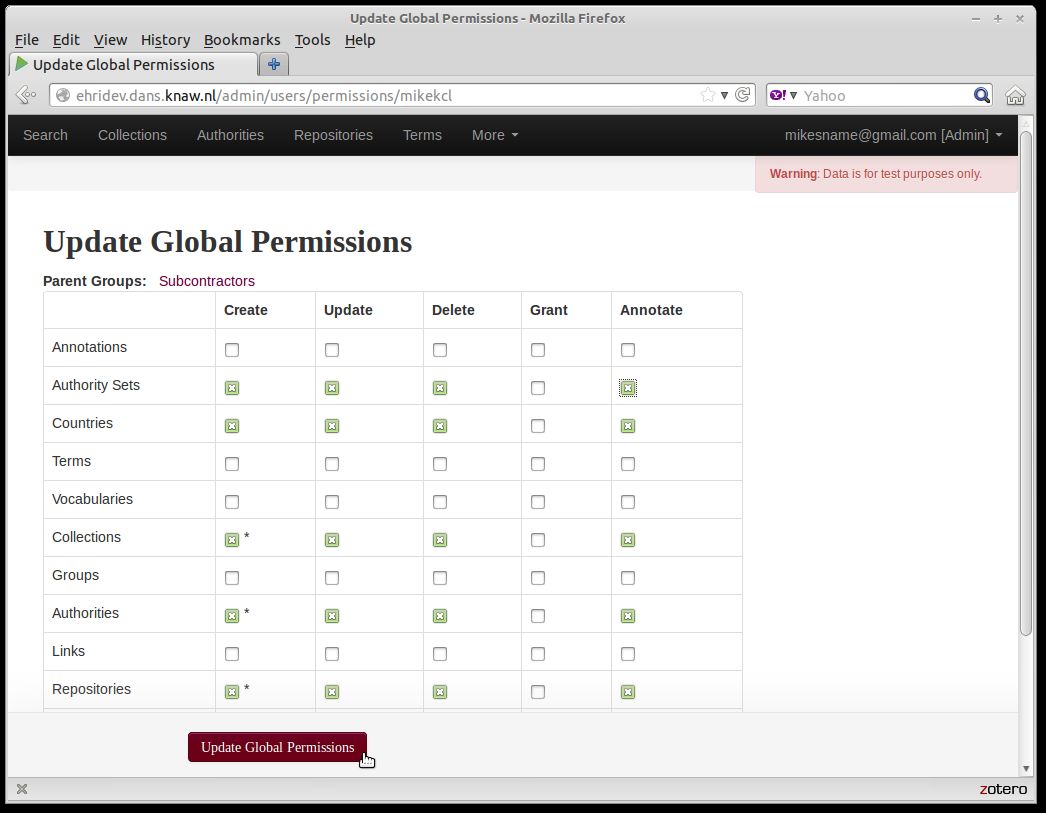 Update Global Permissions - Mozilla Firefox
File Edit View History Bookmarks Tools Help
Update Global Permissions
ehridev.dans.knaw.nl/admin/users/permissions/mikekcl Y! Yahoo
Search Collections Authorities Repositories Terms More mikesname@gmail.com [Admin]
Warning: Data is for test purposes only.
Update Global Permissions
Parent Groups: Subcontractors
Create Update Delete Grant Annotate
Annotations
Authority Sets
Countries
Terms
Vocabularies
Collections *
Groups
Authorities *
Links
Repositories *
Update Global Permissions
zotero